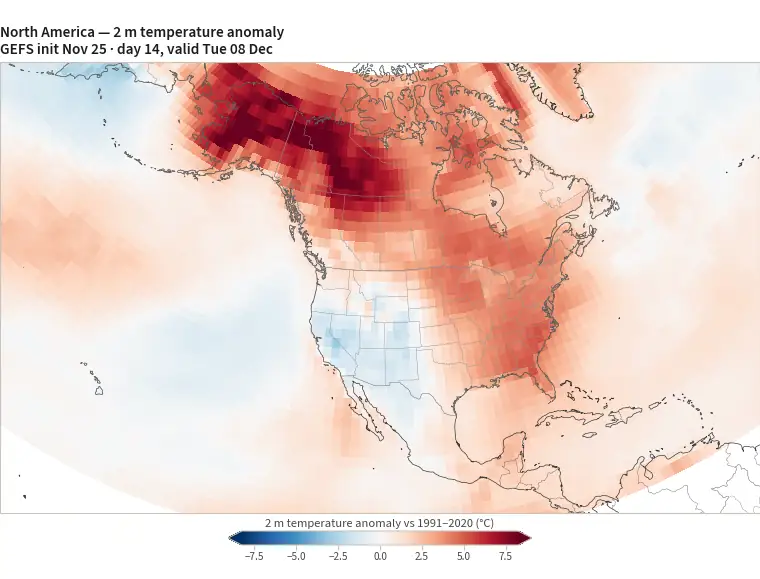 North America — 2 m temperature anomaly
GEFS init Nov 25 · day 14, valid Tue 08 Dec
2 m temperature anomaly vs 1991–2020 (°C)
−7.5 −5.0 −2.5 0.0 2.5 5.0 7.5